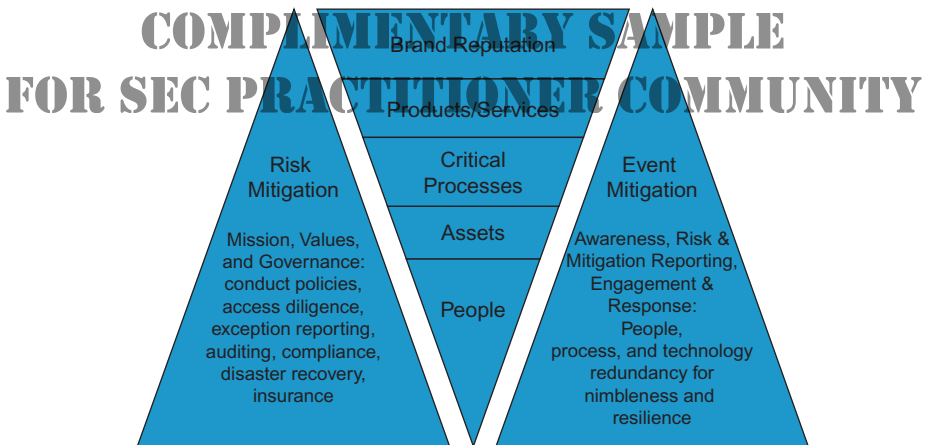 COMPLIMENTARY SAMPLE
FOR SEC PRACTITIONER COMMUNITY
Brand Reputation
Products/Services
Critical
Processes
Assets
People
Risk
Mitigation
Mission, Values,
and Governance:
conduct policies,
access diligence,
exception reporting,
auditing, compliance,
disaster recovery,
insurance
Event
Mitigation
Awareness, Risk &
Mitigation Reporting,
Engagement &
Response:
People,
process, and technology
redundancy for
nimbleness and
resilience